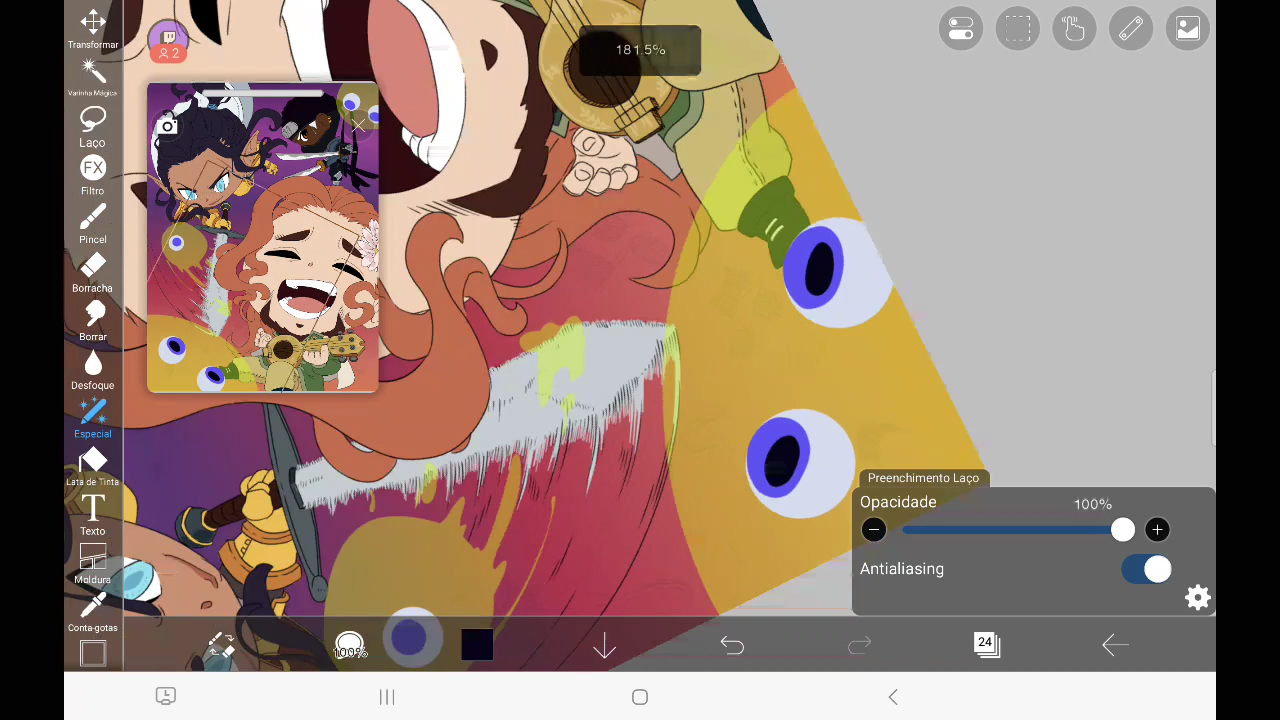 Transformar
Varinha Mágica
Laço
FX
Filtro
Pincel
Borracha
Borrar
Desfoque
Especial
Lata de Tinta
T
Texto
Moldura
Conta-gotas
2
181.5%
Preenchimento Laço
Opacidade
100%
Antialiasing
100%
24